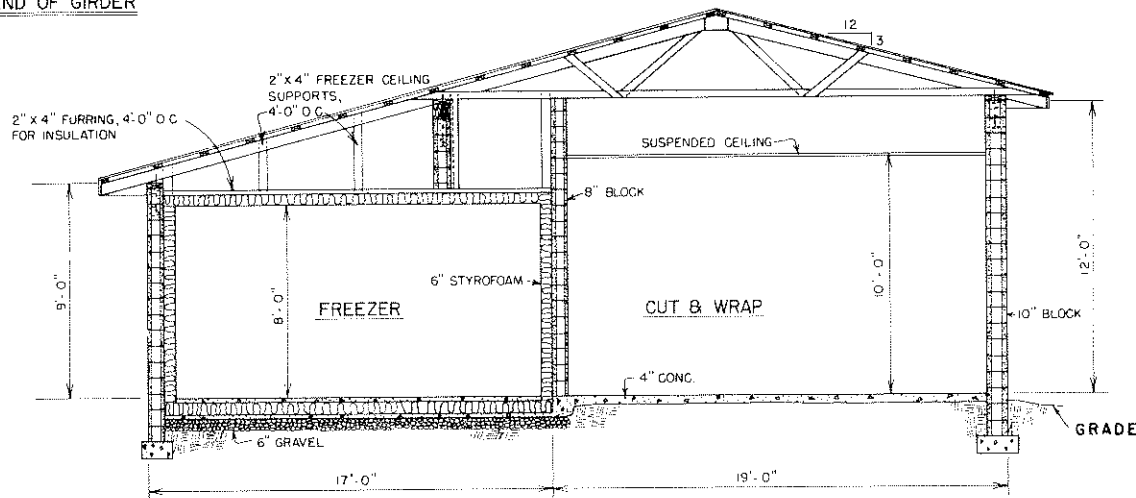 END OF GIRDER
12
3
2" X 4" FREEZER CEILING
SUPPORTS,
4'-0" O C
2" X 4" FURRING, 4'-0" O C
FOR INSULATION
SUSPENDED CEILING
8" BLOCK
9'-0"
8'-0"
6" STYROFOAM
FREEZER
CUT & WRAP
10'-0"
12'-0"
10" BLOCK
4" CONC.
GRADE
6" GRAVEL
17'-0"
19'-0"